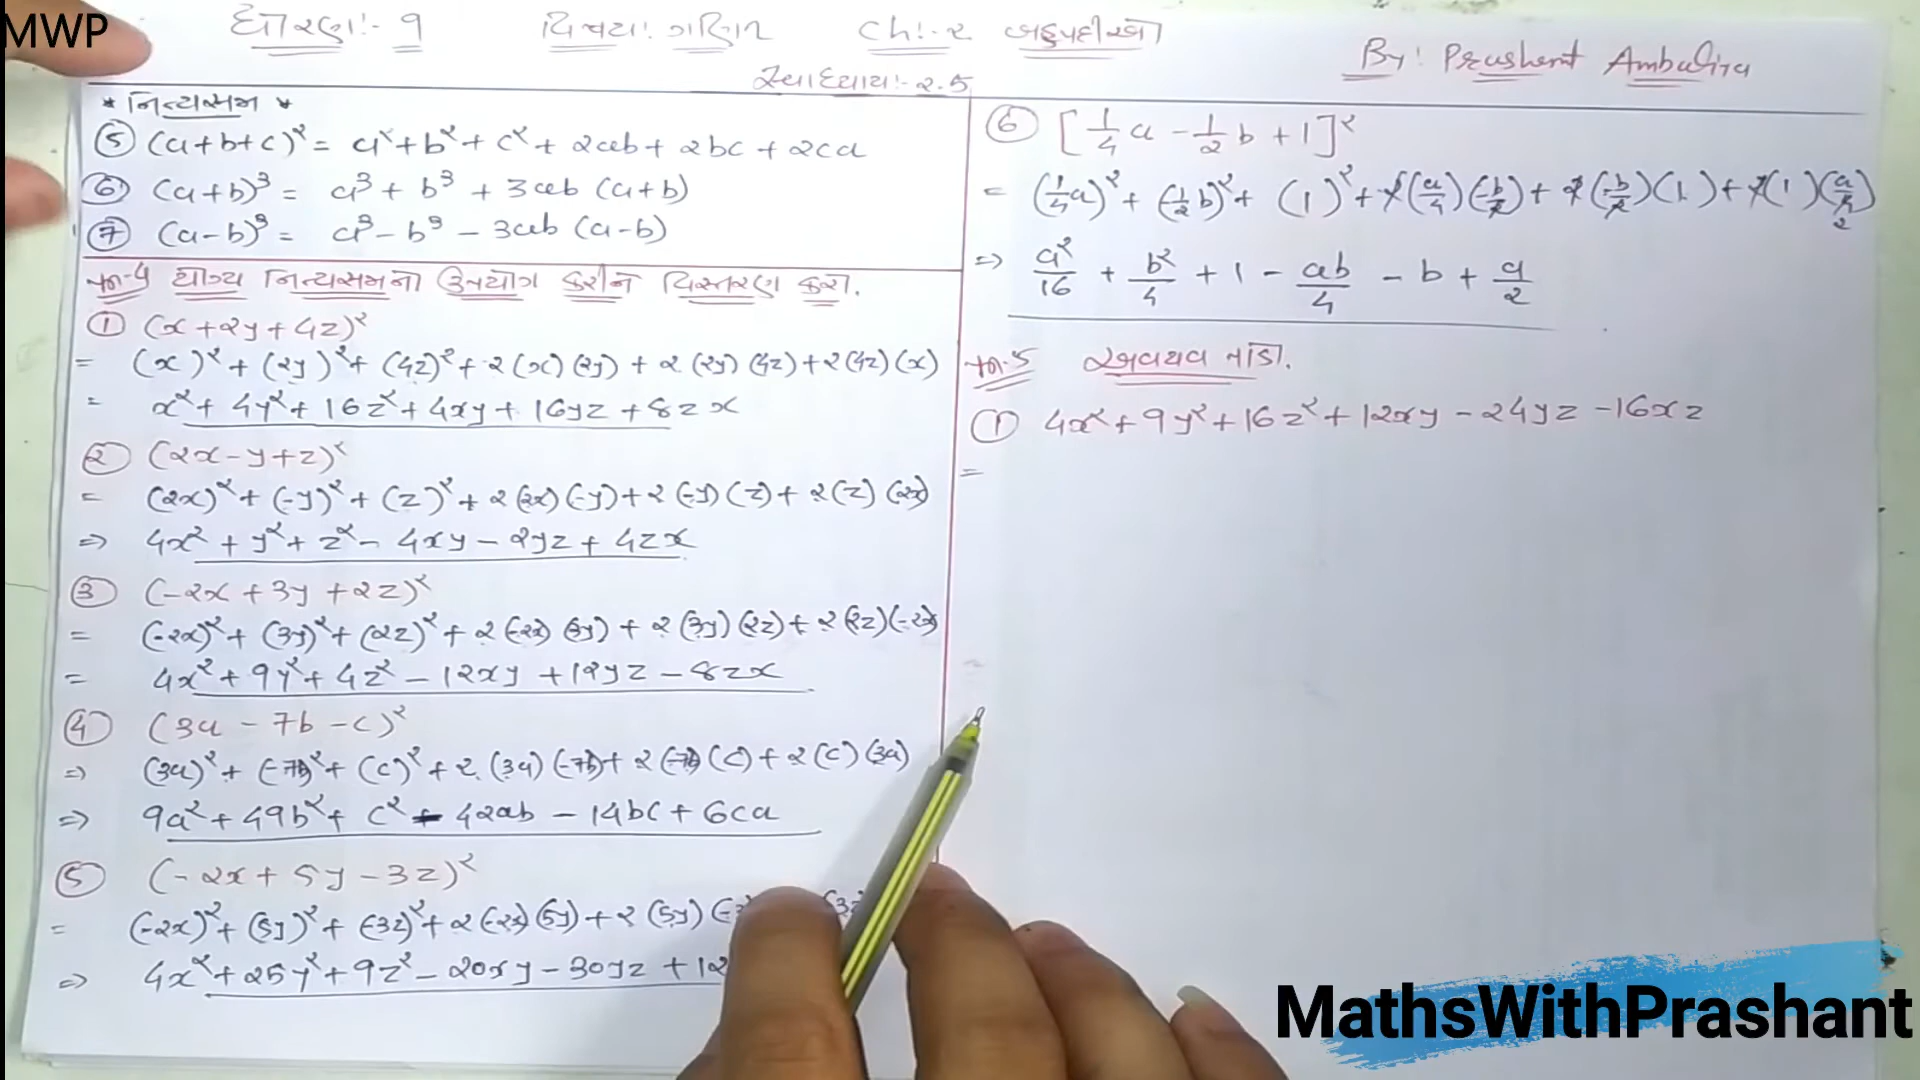 MWP
ધોરણ:- 9 વિષય: ગણિત Ch:- ૨ બહુપદીઓ
By: Prashant Ambaliya
સ્વાધ્યાય:- ૨.5
* નિત્યસમ *
⑤ (a+b+c)² = a²+b²+c²+2ab+2bc+2ca
⑥ (a+b)³ = a³+b³+3ab(a+b)
⑦ (a-b)³ = a³-b³-3ab(a-b)
પ્ર-4 યોગ્ય નિત્યસમનો ઉપયોગ કરીને વિસ્તરણ કરો.
① (x+2y+4z)²
= (x)²+(2y)²+(4z)²+2(x)(2y)+2(2y)(4z)+2(4z)(x)
= x²+4y²+16z²+4xy+16yz+8zx
② (2x-y+z)²
= (2x)²+(-y)²+(z)²+2(2x)(-y)+2(-y)(z)+2(z)(2x)
⇒ 4x²+y²+z²-4xy-2yz+4zx
③ (-2x+3y+2z)²
= (-2x)²+(3y)²+(2z)²+2(-2x)(3y)+2(3y)(2z)+2(2z)(-2x)
= 4x²+9y²+4z²-12xy+12yz-8zx
④ (3a-7b-c)²
⇒ (3a)²+(-7b)²+(c)²+2(3a)(-7b)+2(-7b)(c)+2(c)(3a)
⇒ 9a²+49b²+c²-42ab-14bc+6ca
⑤ (-2x+5y-3z)²
= (-2x)²+(5y)²+(-3z)²+2(-2x)(5y)+2(5y)(-3
⇒ 4x²+25y²+9z²-20xy-30yz+12
⑥ [1/4 a - 1/2 b + 1]²
= (1/4 a)²+(-1/2 b)²+(1)²+2(a/4)(-b/2)+2(-b/2)(1)+2(1)(a/4)
⇒ a²/16 + b²/4 + 1 - ab/4 - b + a/2
પ્ર-5 અવયવ પાડો.
① 4x²+9y²+16z²+12xy-24yz-16xz
=
MathsWithPrashant